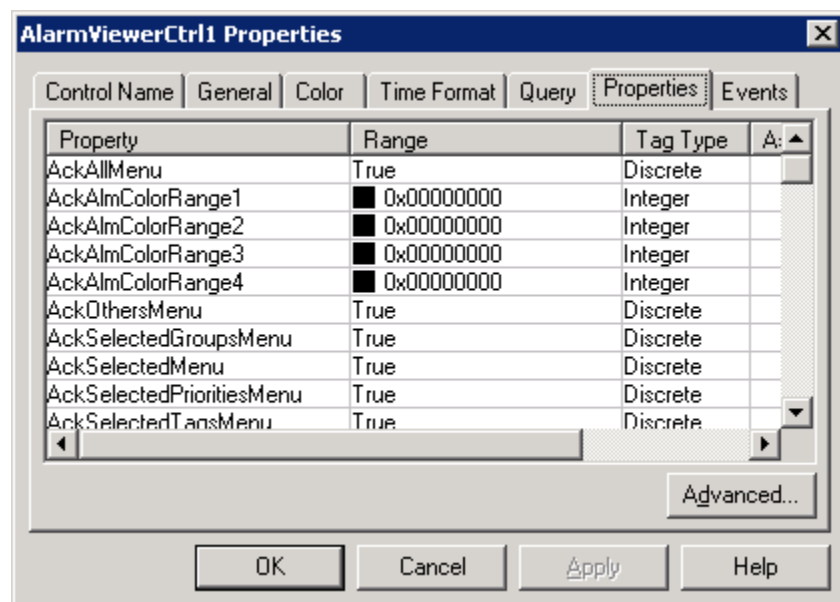 AlarmViewerCtrl1 Properties
Control Name General Color Time Format Query Properties Events
Property Range Tag Type A
AckAllMenu True Discrete
AckAlmColorRange1 0x00000000 Integer
AckAlmColorRange2 0x00000000 Integer
AckAlmColorRange3 0x00000000 Integer
AckAlmColorRange4 0x00000000 Integer
AckOthersMenu True Discrete
AckSelectedGroupsMenu True Discrete
AckSelectedMenu True Discrete
AckSelectedPrioritiesMenu True Discrete
AckSelectedTagsMenu True Discrete
Advanced...
OK Cancel Apply Help